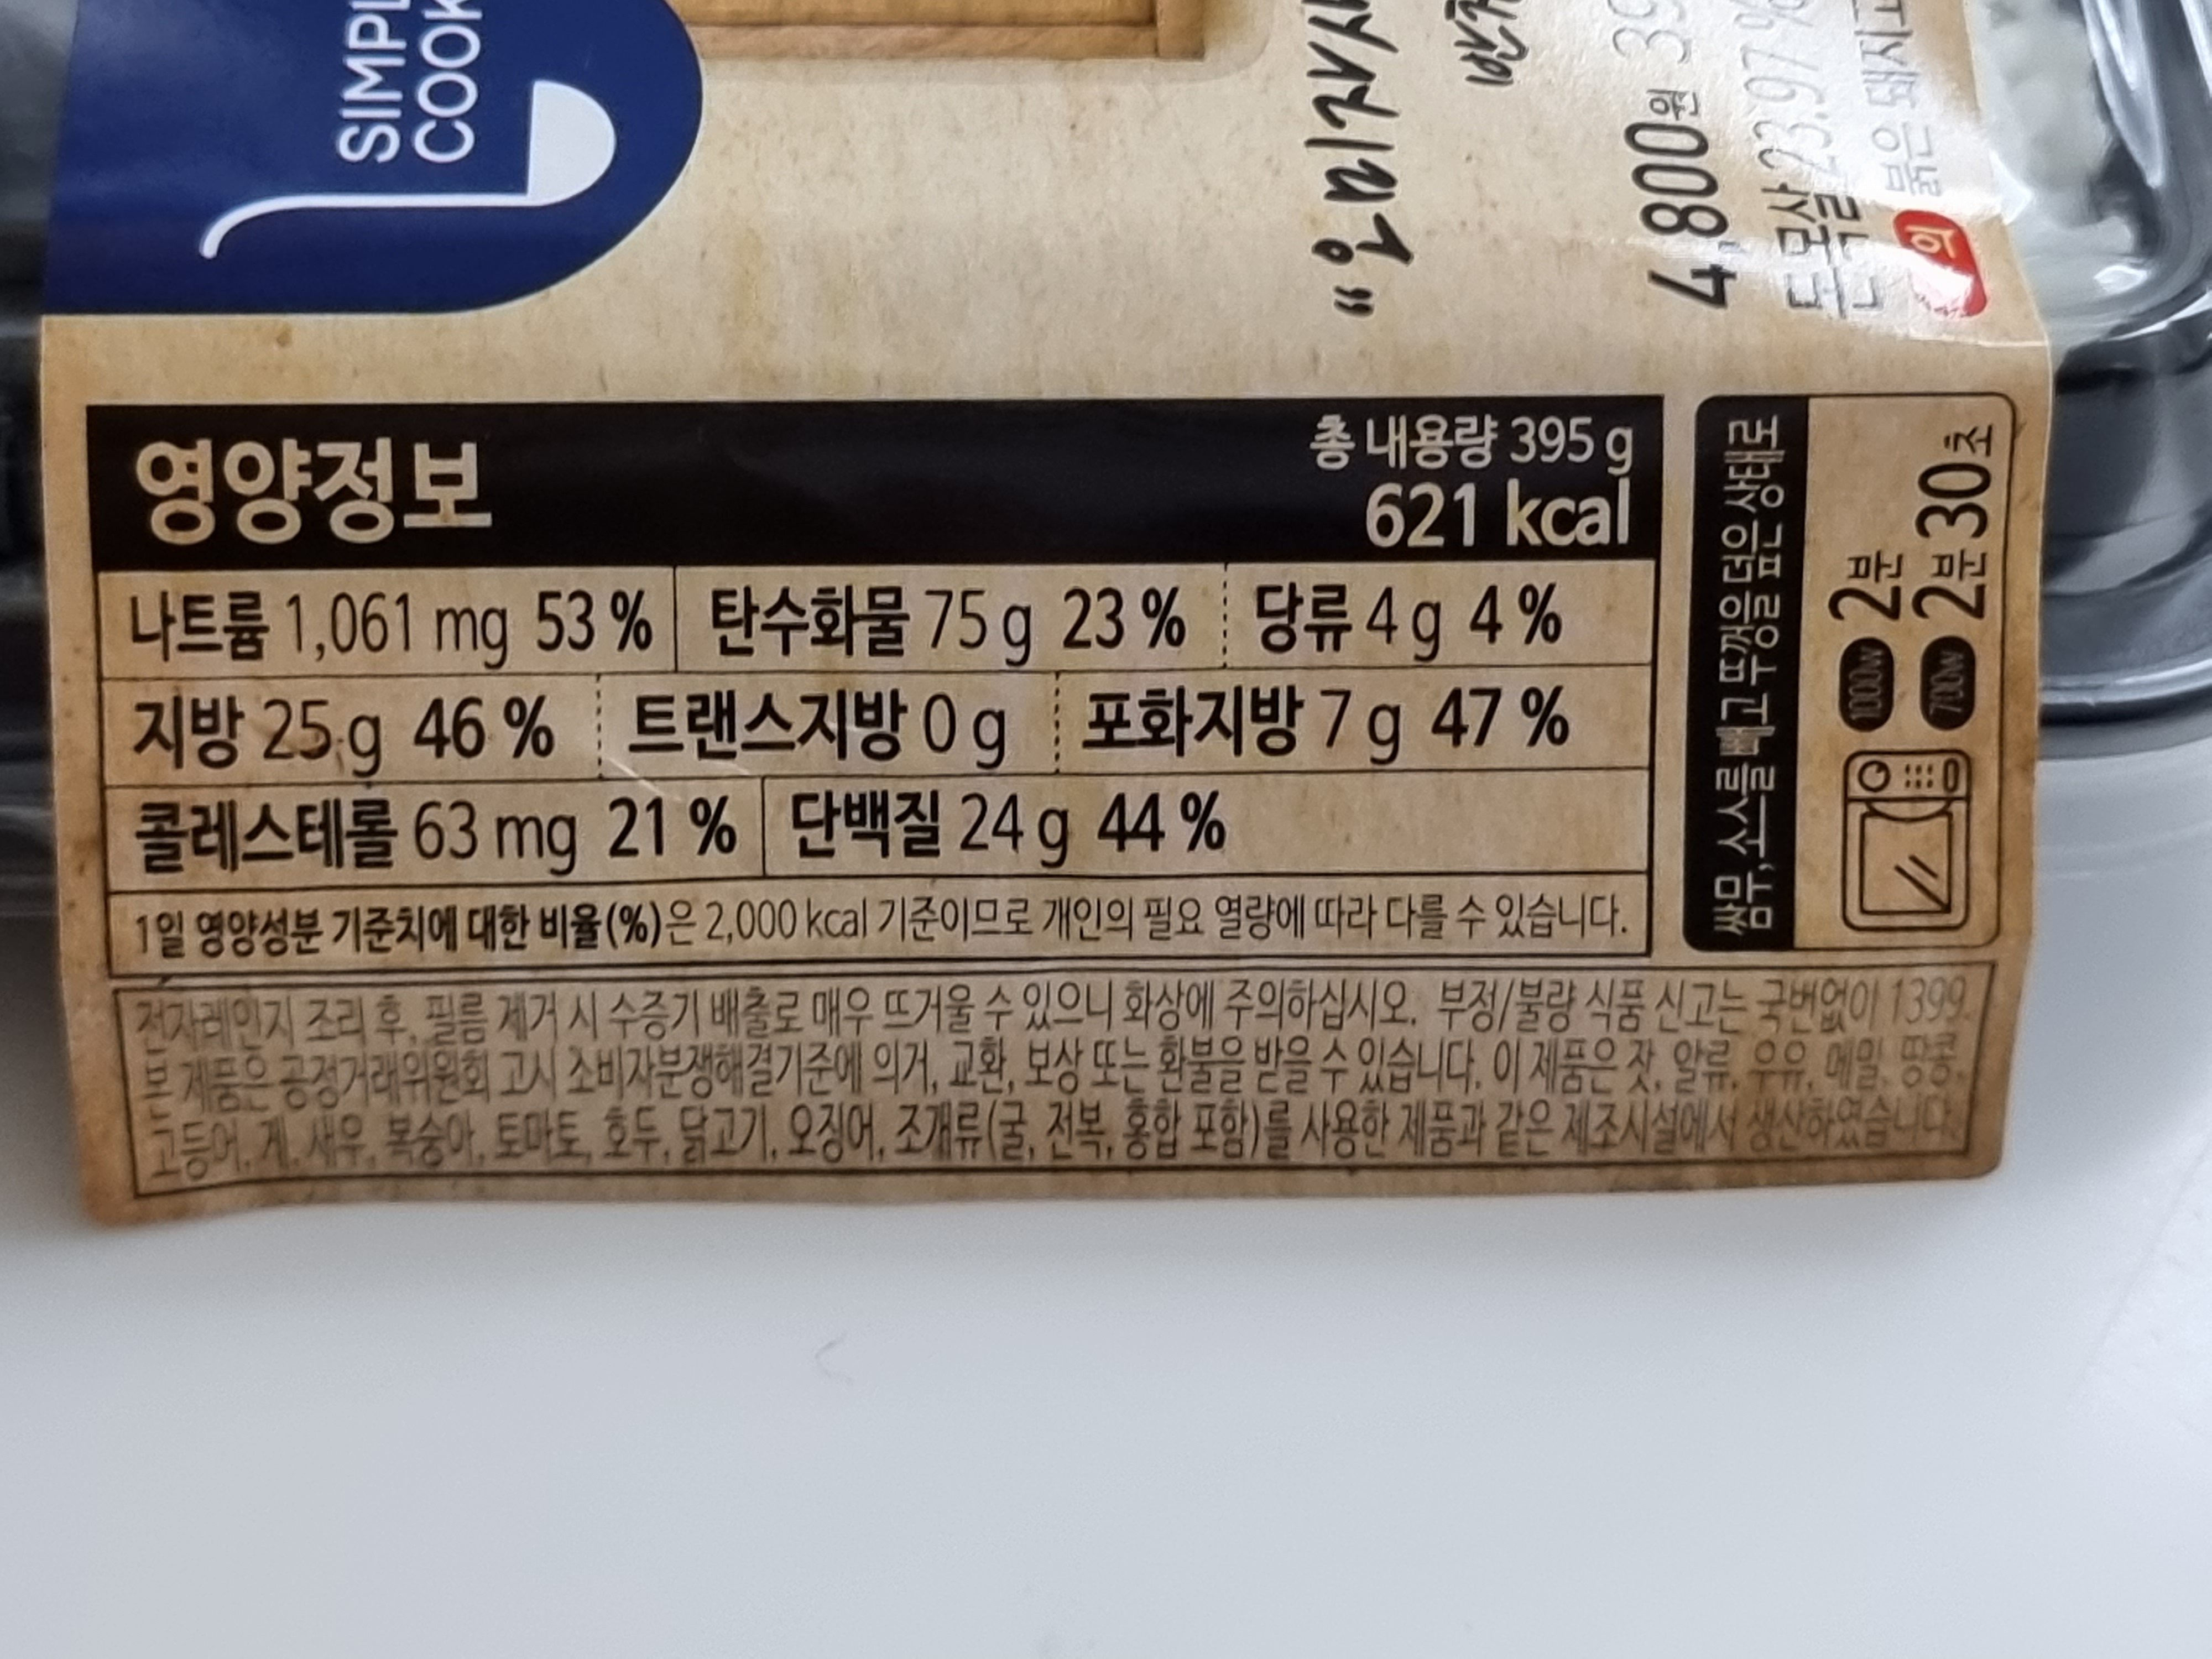 SIMPL
COOK
4,800원 39
돈목살 23.97 %
의 붉은 돼지고
영양정보
총 내용량 395 g
621 kcal
나트륨 1,061 mg 53 % 탄수화물 75 g 23 % 당류 4 g 4 %
지방 25 g 46 % 트랜스지방 0 g 포화지방 7 g 47 %
콜레스테롤 63 mg 21 % 단백질 24 g 44 %
1일 영양성분 기준치에 대한 비율(%)은 2,000 kcal 기준이므로 개인의 필요 열량에 따라 다를 수 있습니다.
쌈무, 소스를 빼고 뚜껑을 덮은 상태로
1000w 2분
700w 2분 30초
전자레인지 조리 후, 필름 제거 시 수증기 배출로 매우 뜨거울 수 있으니 화상에 주의하십시오. 부정/불량 식품 신고는 국번없이 1399.
본 제품은 공정거래위원회 고시 소비자분쟁해결기준에 의거, 교환, 보상 또는 환불을 받을 수 있습니다. 이 제품은 잣, 알류, 우유, 메밀, 땅콩,
고등어, 게, 새우, 복숭아, 토마토, 호두, 닭고기, 오징어, 조개류(굴, 전복, 홍합 포함)를 사용한 제품과 같은 제조시설에서 생산하였습니다.